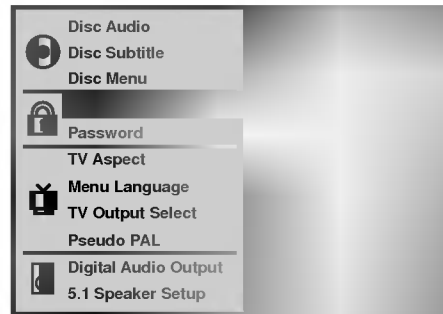 Disc Audio
Disc Subtitle
Disc Menu
Password
TV Aspect
Menu Language
TV Output Select
Pseudo PAL
Digital Audio Output
5.1 Speaker Setup